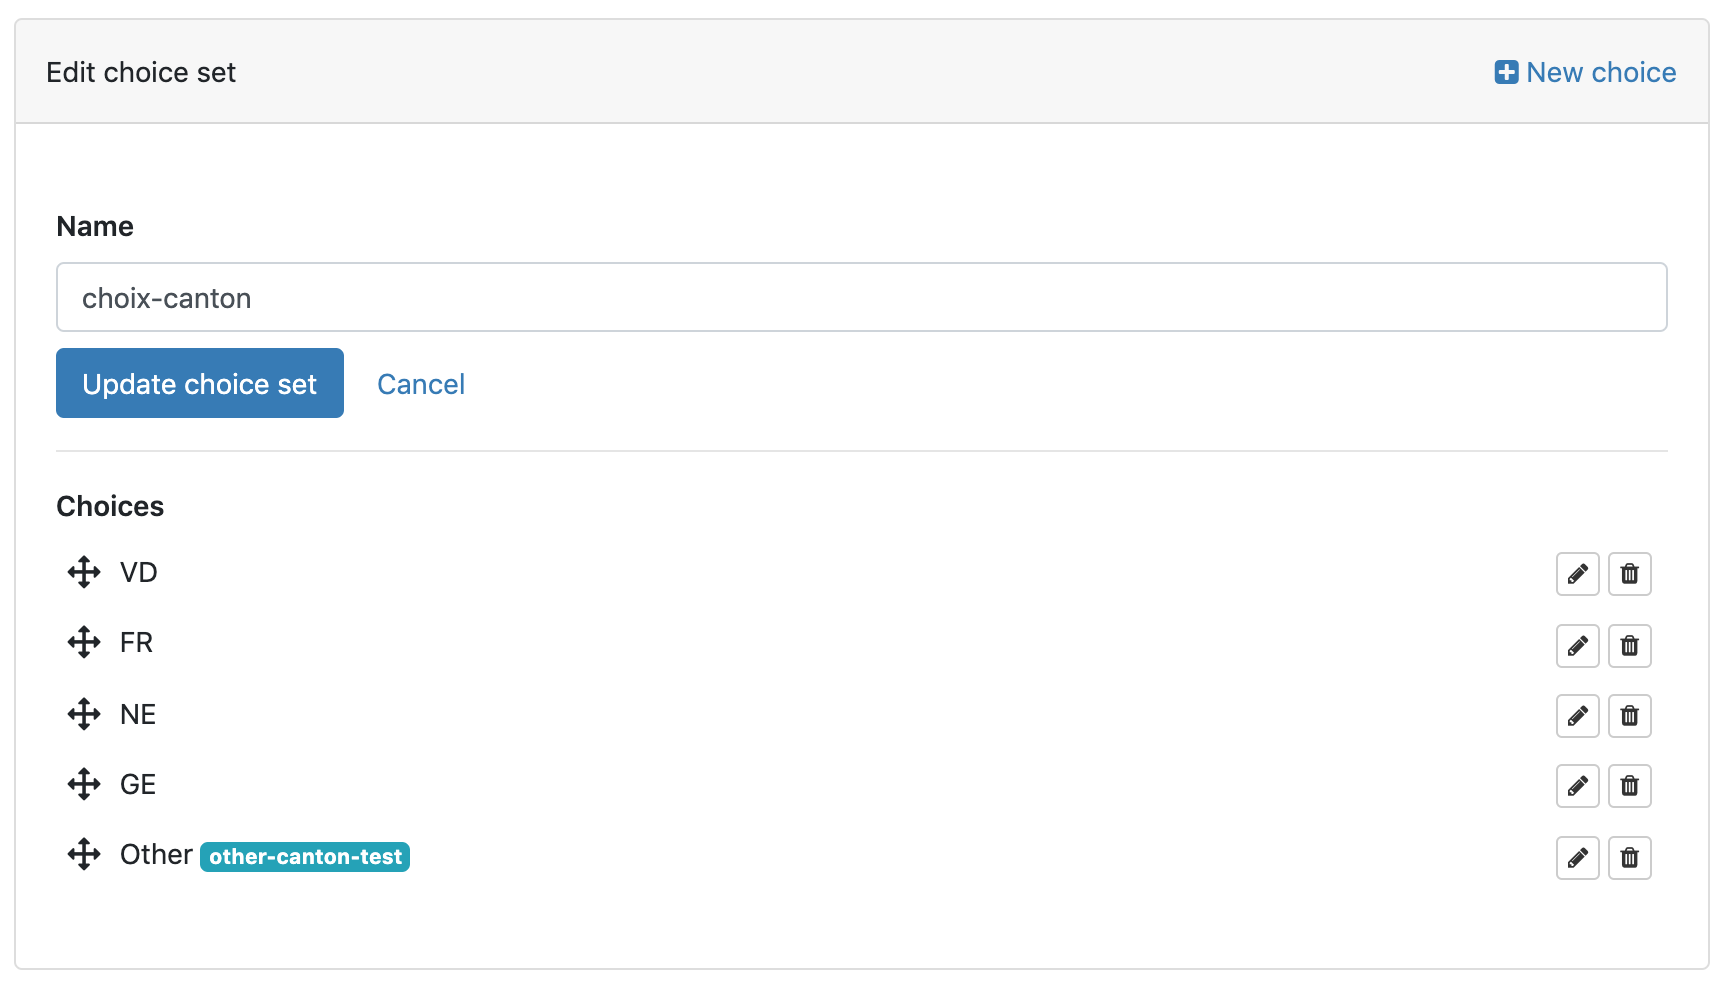 Edit choice set
New choice
Name
choix-canton
Update choice set
Cancel
Choices
VD
FR
NE
GE
Other other-canton-test